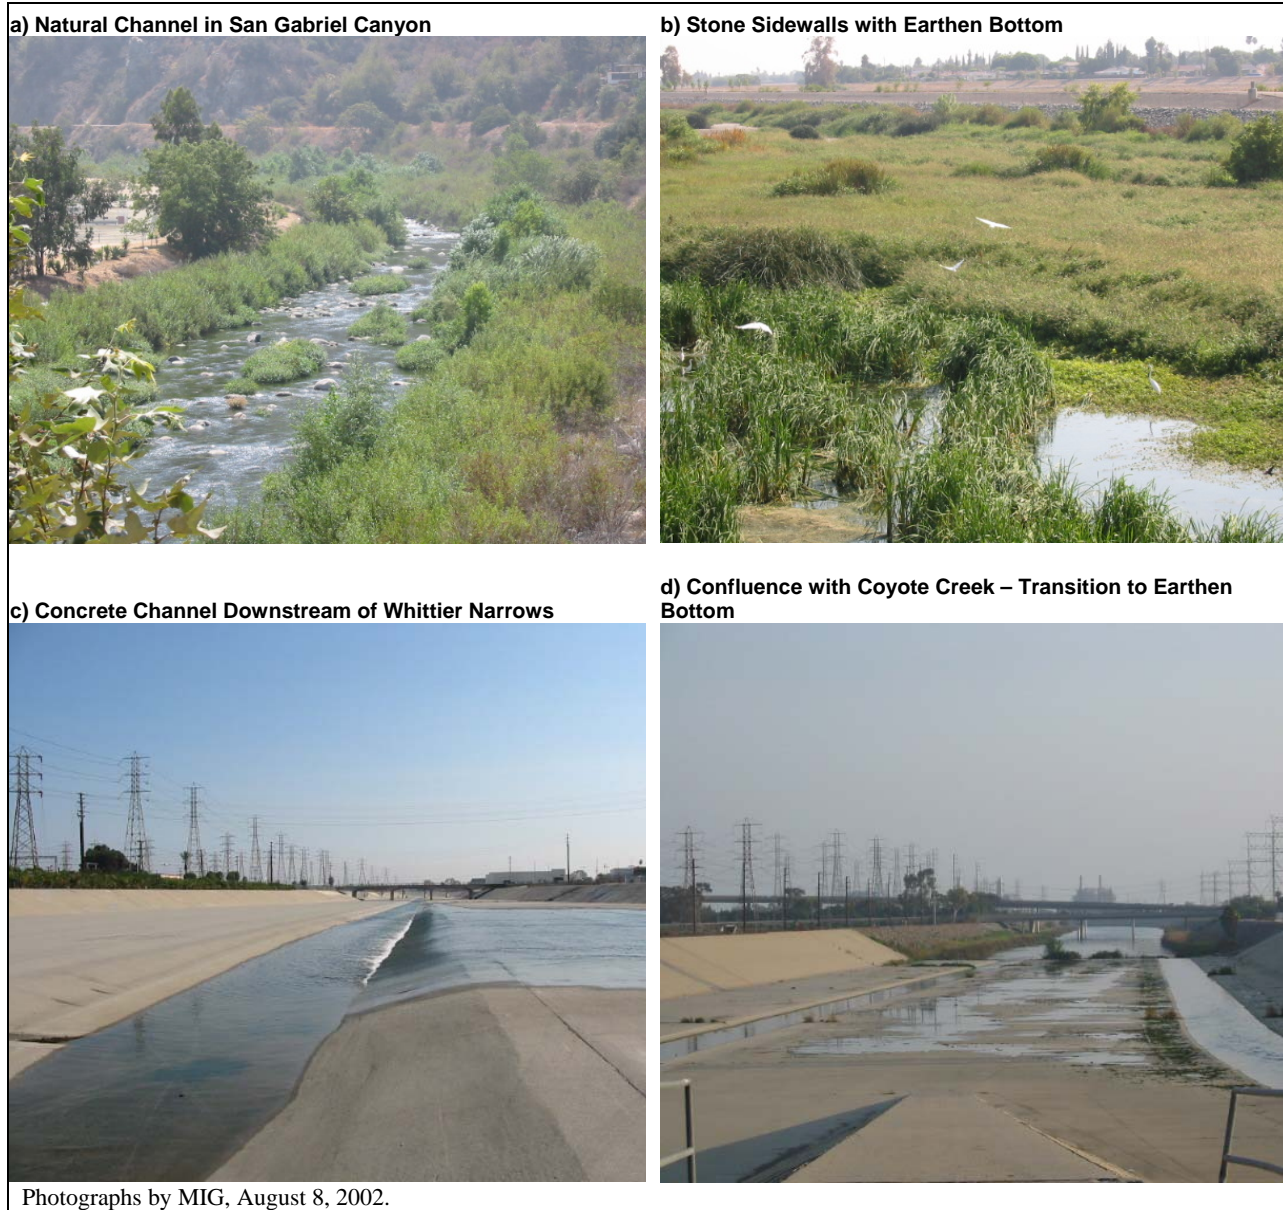 a) Natural Channel in San Gabriel Canyon
b) Stone Sidewalls with Earthen Bottom
c) Concrete Channel Downstream of Whittier Narrows
d) Confluence with Coyote Creek – Transition to Earthen
Bottom
Photographs by MIG, August 8, 2002.